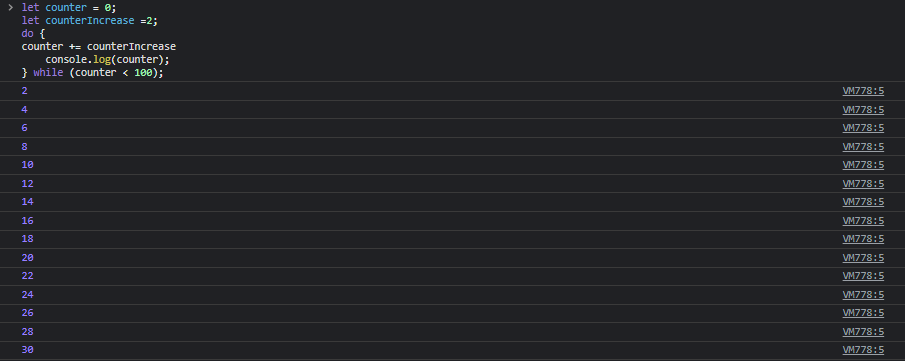 > let counter = 0;
let counterIncrease =2;
do {
counter += counterIncrease
    console.log(counter);
} while (counter < 100);
2 VM778:5
4 VM778:5
6 VM778:5
8 VM778:5
10 VM778:5
12 VM778:5
14 VM778:5
16 VM778:5
18 VM778:5
20 VM778:5
22 VM778:5
24 VM778:5
26 VM778:5
28 VM778:5
30 VM778:5